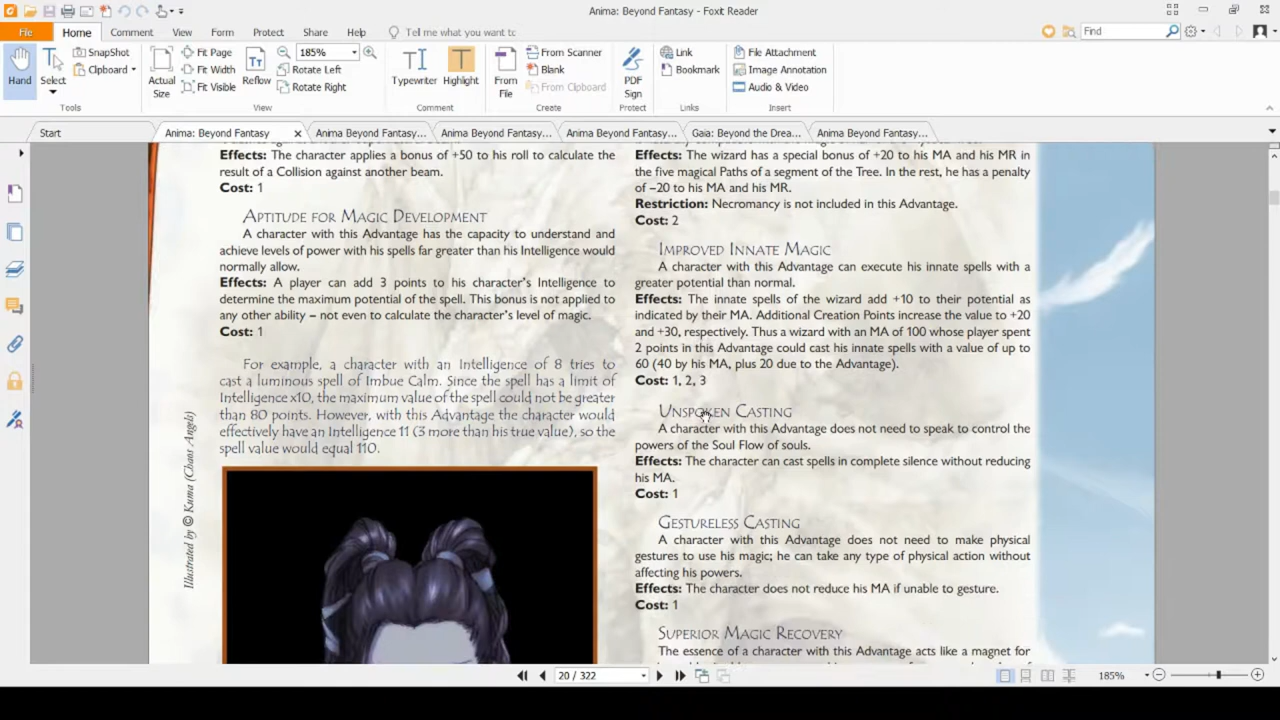 Anima: Beyond Fantasy - Foxit Reader
File Home Comment View Form Protect Share Help Tell me what you want to Find
Hand
Select
SnapShot
Clipboard
Tools
Actual Size
Fit Page
Fit Width
Fit Visible
Reflow
185%
Rotate Left
Rotate Right
View
Typewriter
Highlight
Comment
From File
From Scanner
Blank
From Clipboard
Create
PDF Sign
Protect
Link
Bookmark
Links
File Attachment
Image Annotation
Audio & Video
Insert
Start Anima: Beyond Fantasy Anima Beyond Fantasy... Anima Beyond Fantasy... Anima Beyond Fantasy... Gaia: Beyond the Drea... Anima Beyond Fantasy...
Effects: The character applies a bonus of +50 to his roll to calculate the
result of a Collision against another beam.
Cost: 1
Aptitude for Magic Development
A character with this Advantage has the capacity to understand and
achieve levels of power with his spells far greater than his Intelligence would
normally allow.
Effects: A player can add 3 points to his character's Intelligence to
determine the maximum potential of the spell. This bonus is not applied to
any other ability – not even to calculate the character's level of magic.
Cost: 1
For example, a character with an Intelligence of 8 tries to
cast a luminous spell of Imbue Calm. Since the spell has a limit of
Intelligence x10, the maximum value of the spell could not be greater
than 80 points. However, with this Advantage the character would
effectively have an Intelligence 11 (3 more than his true value), so the
spell value would equal 110.
Illustrated by © Kuma (Chaos Angels)
Effects: The wizard has a special bonus of +20 to his MA and his MR in
the five magical Paths of a segment of the Tree. In the rest, he has a penalty
of –20 to his MA and his MR.
Restriction: Necromancy is not included in this Advantage.
Cost: 2
Improved Innate Magic
A character with this Advantage can execute his innate spells with a
greater potential than normal.
Effects: The innate spells of the wizard add +10 to their potential as
indicated by their MA. Additional Creation Points increase the value to +20
and +30, respectively. Thus a wizard with an MA of 100 whose player spent
2 points in this Advantage could cast his innate spells with a value of up to
60 (40 by his MA, plus 20 due to the Advantage).
Cost: 1, 2, 3
Unspoken Casting
A character with this Advantage does not need to speak to control the
powers of the Soul Flow of souls.
Effects: The character can cast spells in complete silence without reducing
his MA.
Cost: 1
Gestureless Casting
A character with this Advantage does not need to make physical
gestures to use his magic; he can take any type of physical action without
affecting his powers.
Effects: The character does not reduce his MA if unable to gesture.
Cost: 1
Superior Magic Recovery
The essence of a character with this Advantage acts like a magnet for
20 / 322
185%